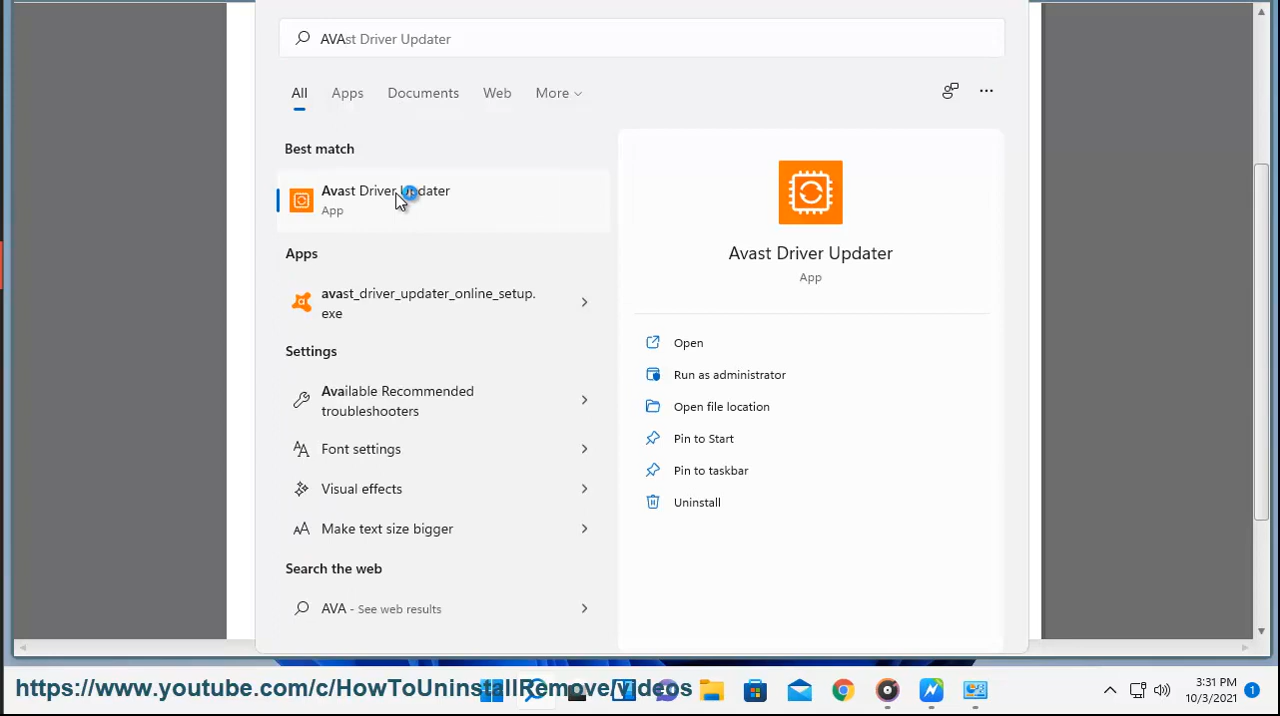 AVAst Driver Updater
All Apps Documents Web More
Best match
Avast Driver Updater
App
Apps
avast_driver_updater_online_setup.
exe
Settings
Available Recommended
troubleshooters
Font settings
Visual effects
Make text size bigger
Search the web
AVA - See web results
Avast Driver Updater
App
Open
Run as administrator
Open file location
Pin to Start
Pin to taskbar
Uninstall
https://www.youtube.com/c/HowToUninstallRemove/videos
3:31 PM
10/3/2021
1